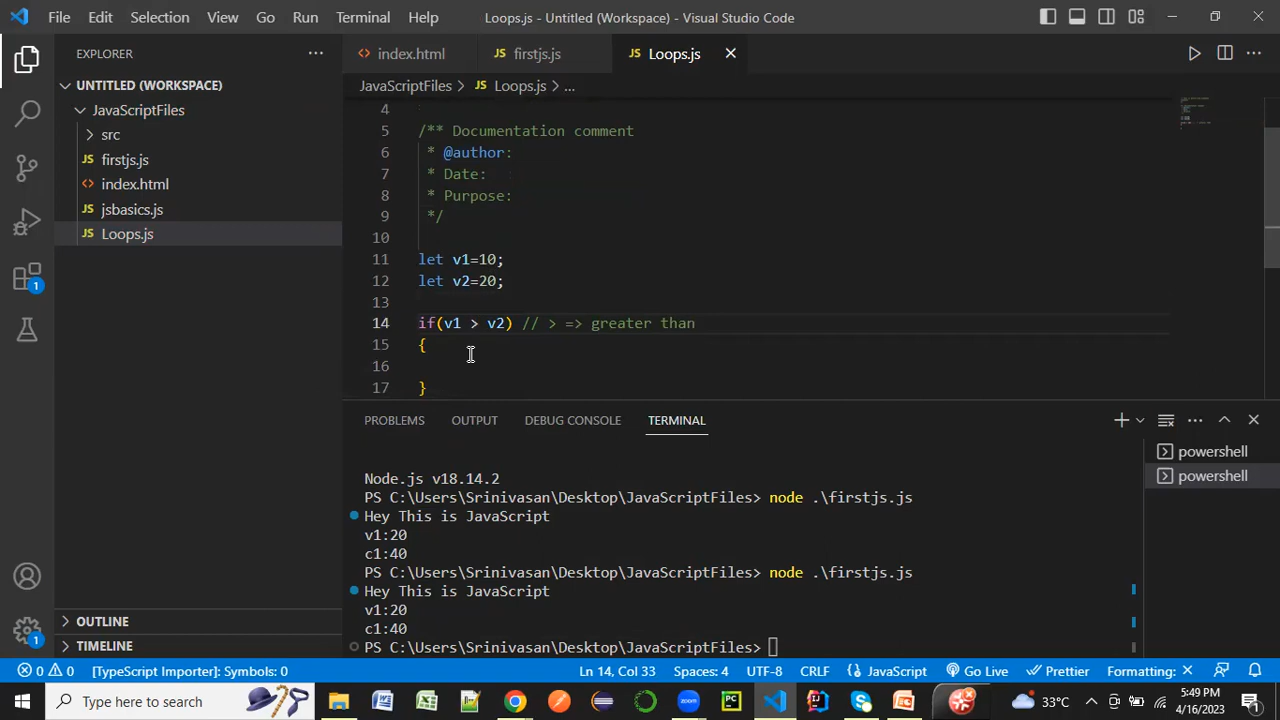 File Edit Selection View Go Run Terminal Help Loops.js - Untitled (Workspace) - Visual Studio Code
EXPLORER
UNTITLED (WORKSPACE)
JavaScriptFiles
src
firstjs.js
index.html
jsbasics.js
Loops.js
OUTLINE
TIMELINE
index.html JS firstjs.js JS Loops.js
JavaScriptFiles > JS Loops.js > ...
4
5 /** Documentation comment
6 * @author:
7 * Date:
8 * Purpose:
9 */
10
11 let v1=10;
12 let v2=20;
13
14 if(v1 > v2) // > => greater than
15 {
16
17 }
PROBLEMS OUTPUT DEBUG CONSOLE TERMINAL
Node.js v18.14.2
PS C:\Users\Srinivasan\Desktop\JavaScriptFiles> node .\firstjs.js
Hey This is JavaScript
v1:20
c1:40
PS C:\Users\Srinivasan\Desktop\JavaScriptFiles> node .\firstjs.js
Hey This is JavaScript
v1:20
c1:40
PS C:\Users\Srinivasan\Desktop\JavaScriptFiles>
powershell
powershell
0 0 [TypeScript Importer]: Symbols: 0 Ln 14, Col 33 Spaces: 4 UTF-8 CRLF {} JavaScript Go Live Prettier Formatting: ×
Type here to search 33°C 5:49 PM
4/16/2023 1